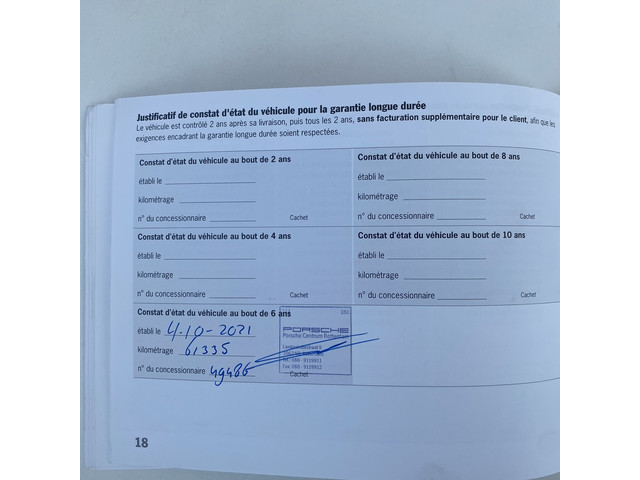 Justificatif de constat d'état du véhicule pour la garantie longue durée
Le véhicule est contrôlé 2 ans après sa livraison, puis tous les 2 ans, sans facturation supplémentaire pour le client, afin que les
exigences encadrant la garantie longue durée soient respectées.
Constat d'état du véhicule au bout de 2 ans
établi le
kilométrage
n° du concessionnaire
Cachet
Constat d'état du véhicule au bout de 8 ans
établi le
kilométrage
n° du concessionnaire
Cachet
Constat d'état du véhicule au bout de 4 ans
établi le
kilométrage
n° du concessionnaire
Cachet
Constat d'état du véhicule au bout de 10 ans
établi le
kilométrage
n° du concessionnaire
Cachet
Constat d'état du véhicule au bout de 6 ans
établi le 4-10-2021
kilométrage 61335
n° du concessionnaire 49486
PORSCHE
Porsche Centrum
Cachet
18